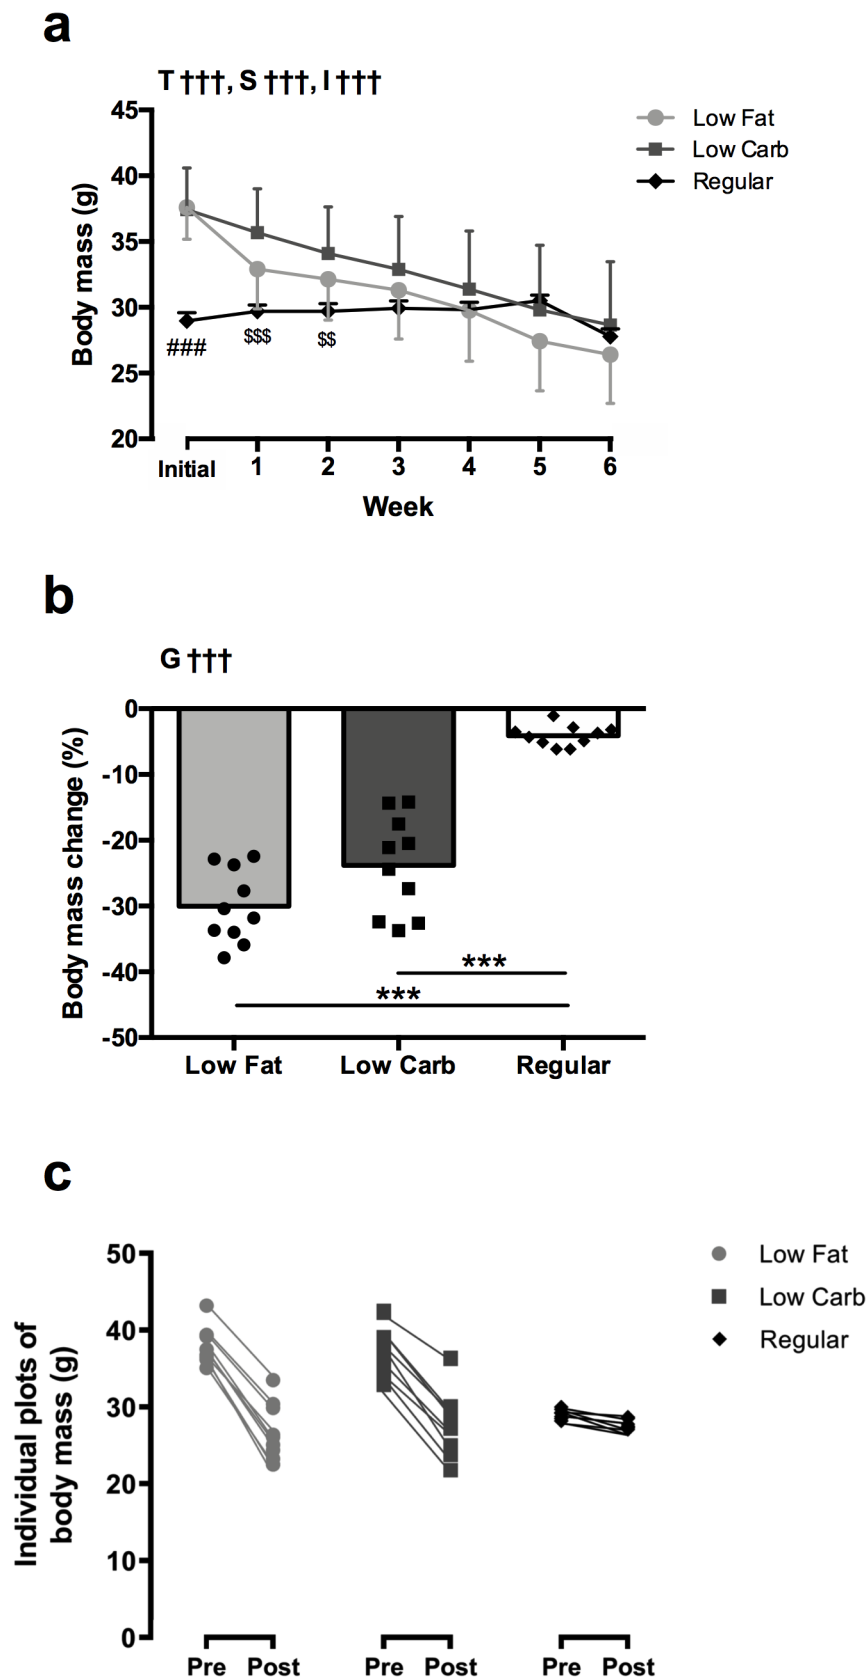 a
T †††, S †††, I †††
45
40
35
30
25
20
Body mass (g)
Low Fat
Low Carb
Regular
###
$$$
$$
Initial 1 2 3 4 5 6
Week
b
G †††
0
-10
-20
-30
-40
-50
Body mass change (%)
***
***
Low Fat Low Carb Regular
c
50
40
30
20
10
0
Individual plots of
body mass (g)
Low Fat
Low Carb
Regular
Pre Post Pre Post Pre Post